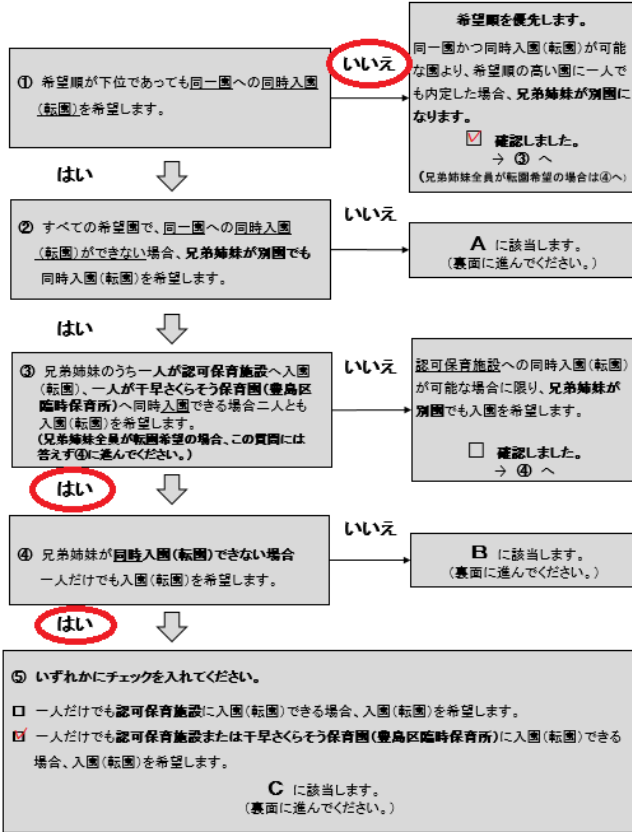 ① 希望順が下位であっても同一園への同時入園
(転園)を希望します。
いいえ
希望順を優先します。
同一園かつ同時入園(転園)が可能
な園より、希望順の高い園に一人で
も内定した場合、兄弟姉妹が別園に
なります。
☑ 確認しました。
→ ③ へ
(兄弟姉妹全員が転園希望の場合は④へ)
はい
② すべての希望園で、同一園への同時入園
(転園)ができない場合、兄弟姉妹が別園でも
同時入園(転園)を希望します。
いいえ
A に該当します。
(裏面に進んでください。)
はい
③ 兄弟姉妹のうち一人が認可保育施設へ入園
(転園)、一人が千早さくらそう保育園(豊島区
臨時保育所)へ同時入園できる場合二人とも
入園(転園)を希望します。
(兄弟姉妹全員が転園希望の場合、この質問には
答えず④に進んでください。)
いいえ
認可保育施設への同時入園(転園)
が可能な場合に限り、兄弟姉妹が
別園でも入園を希望します。
☐ 確認しました。
→ ④ へ
はい
④ 兄弟姉妹が同時入園(転園)できない場合
一人だけでも入園(転園)を希望します。
いいえ
B に該当します。
(裏面に進んでください。)
はい
⑤ いずれかにチェックを入れてください。
☐ 一人だけでも認可保育施設に入園(転園)できる場合、入園(転園)を希望します。
☑ 一人だけでも認可保育施設または千早さくらそう保育園(豊島区臨時保育所)に入園(転園)できる
場合、入園(転園)を希望します。
C に該当します。
(裏面に進んでください。)